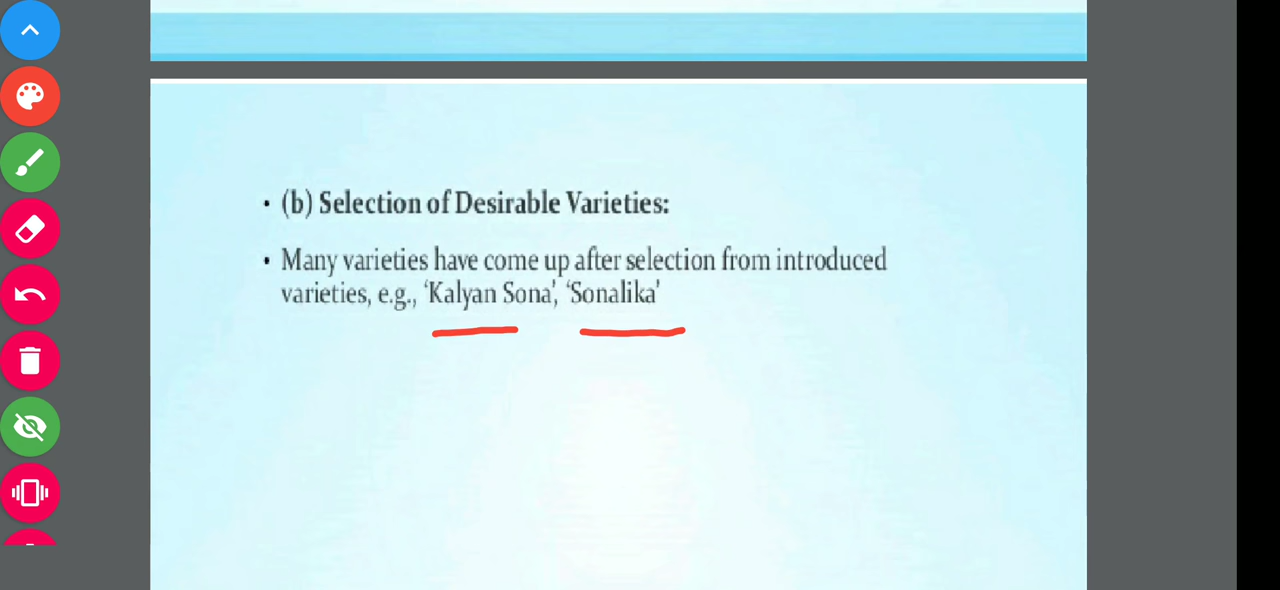 • (b) Selection of Desirable Varieties:
• Many varieties have come up after selection from introduced
varieties, e.g., ‘Kalyan Sona’, ‘Sonalika’